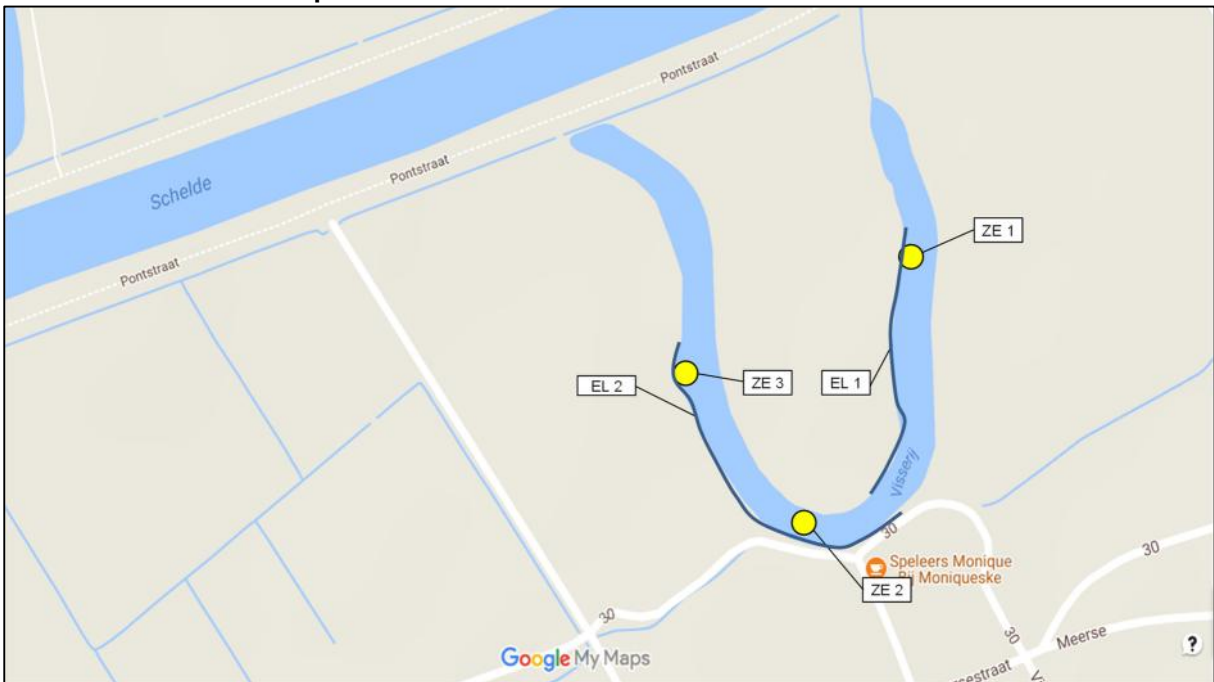 Pontstraat
Schelde
Pontstraat
Pontstraat
ZE 1
EL 2
ZE 3
EL 1
Visserij
30
Speleers Monique
Bij Moniqueske
ZE 2
30
30
30
Meerse
Google My Maps
?